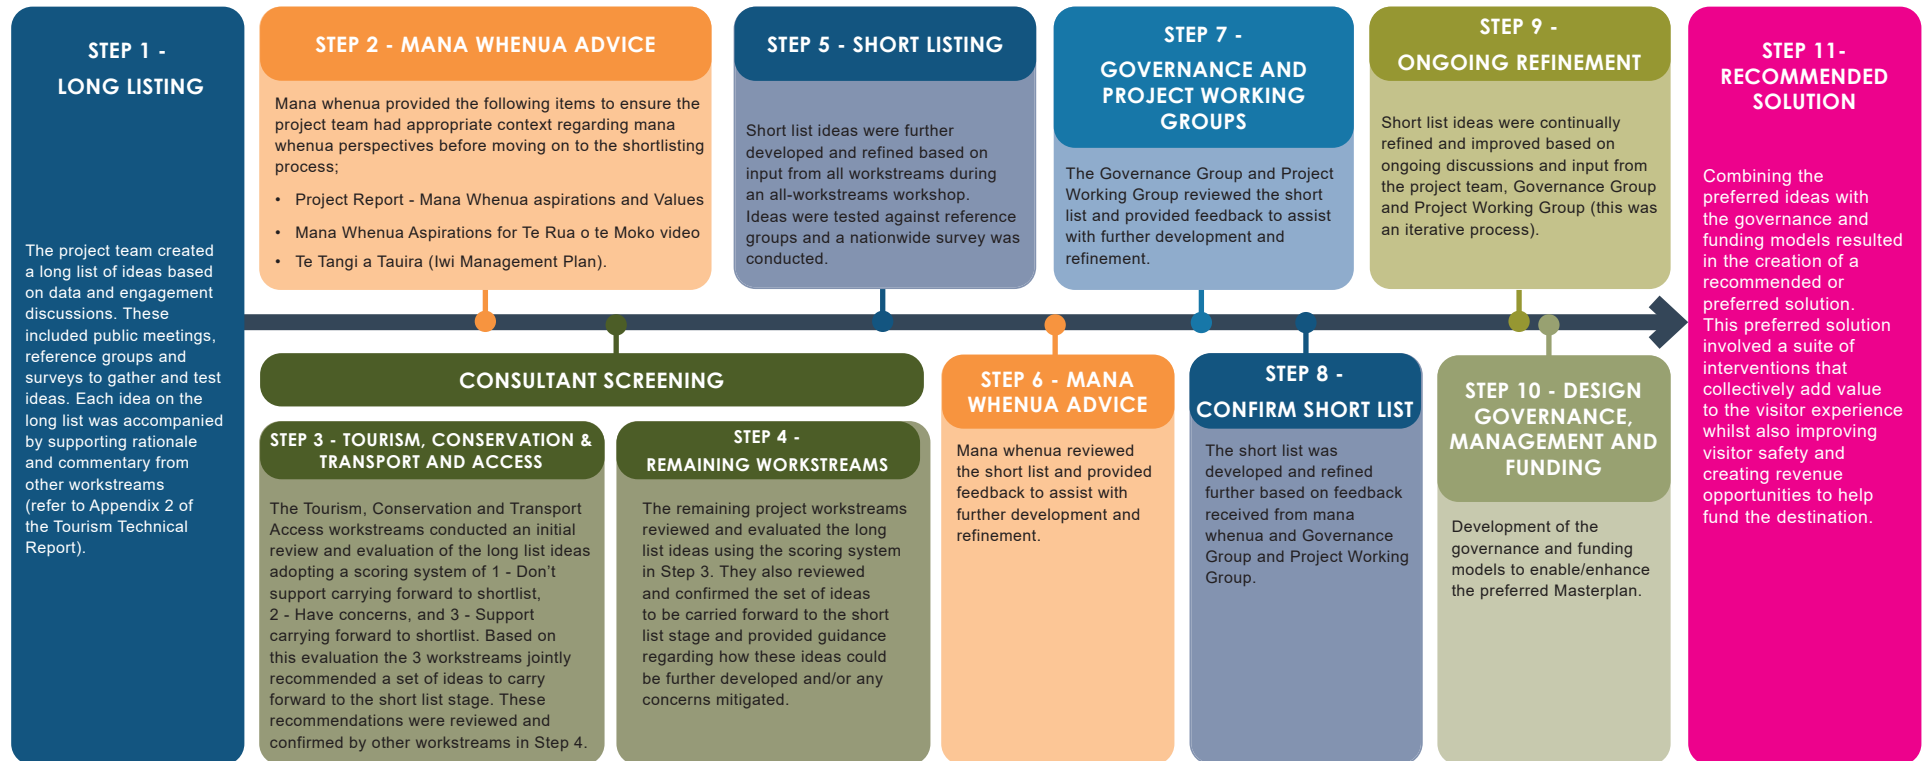 STEP 1 -
LONG LISTING
The project team created
a long list of ideas based
on data and engagement
discussions. These
included public meetings,
reference groups and
surveys to gather and test
ideas. Each idea on the
long list was accompanied
by supporting rationale
and commentary from
other workstreams
(refer to Appendix 2 of
the Tourism Technical
Report).
STEP 2 - MANA WHENUA ADVICE
Mana whenua provided the following items to ensure the
project team had appropriate context regarding mana
whenua perspectives before moving on to the shortlisting
process;
• Project Report - Mana Whenua aspirations and Values
• Mana Whenua Aspirations for Te Rua o te Moko video
• Te Tangi a Tauira (Iwi Management Plan).
CONSULTANT SCREENING
STEP 3 - TOURISM, CONSERVATION &
TRANSPORT AND ACCESS
The Tourism, Conservation and Transport
Access workstreams conducted an initial
review and evaluation of the long list ideas
adopting a scoring system of 1 - Don't
support carrying forward to shortlist,
2 - Have concerns, and 3 - Support
carrying forward to shortlist. Based on
this evaluation the 3 workstreams jointly
recommended a set of ideas to carry
forward to the short list stage. These
recommendations were reviewed and
confirmed by other workstreams in Step 4.
STEP 4 -
REMAINING WORKSTREAMS
The remaining project workstreams
reviewed and evaluated the long
list ideas using the scoring system
in Step 3. They also reviewed
and confirmed the set of ideas
to be carried forward to the short
list stage and provided guidance
regarding how these ideas could
be further developed and/or any
concerns mitigated.
STEP 5 - SHORT LISTING
Short list ideas were further
developed and refined based on
input from all workstreams during
an all-workstreams workshop.
Ideas were tested against reference
groups and a nationwide survey was
conducted.
STEP 6 - MANA
WHENUA ADVICE
Mana whenua reviewed
the short list and provided
feedback to assist with
further development and
refinement.
STEP 7 -
GOVERNANCE AND
PROJECT WORKING
GROUPS
The Governance Group and Project
Working Group reviewed the short
list and provided feedback to assist
with further development and
refinement.
STEP 8 -
CONFIRM SHORT LIST
The short list was
developed and refined
further based on feedback
received from mana
whenua and Governance
Group and Project Working
Group.
STEP 9 -
ONGOING REFINEMENT
Short list ideas were continually
refined and improved based on
ongoing discussions and input from
the project team, Governance Group
and Project Working Group (this was
an iterative process).
STEP 10 - DESIGN
GOVERNANCE,
MANAGEMENT AND
FUNDING
Development of the
governance and funding
models to enable/enhance
the preferred Masterplan.
STEP 11-
RECOMMENDED
SOLUTION
Combining the
preferred ideas with
the governance and
funding models resulted
in the creation of a
recommended or
preferred solution.
This preferred solution
involved a suite of
interventions that
collectively add value
to the visitor experience
whilst also improving
visitor safety and
creating revenue
opportunities to help
fund the destination.